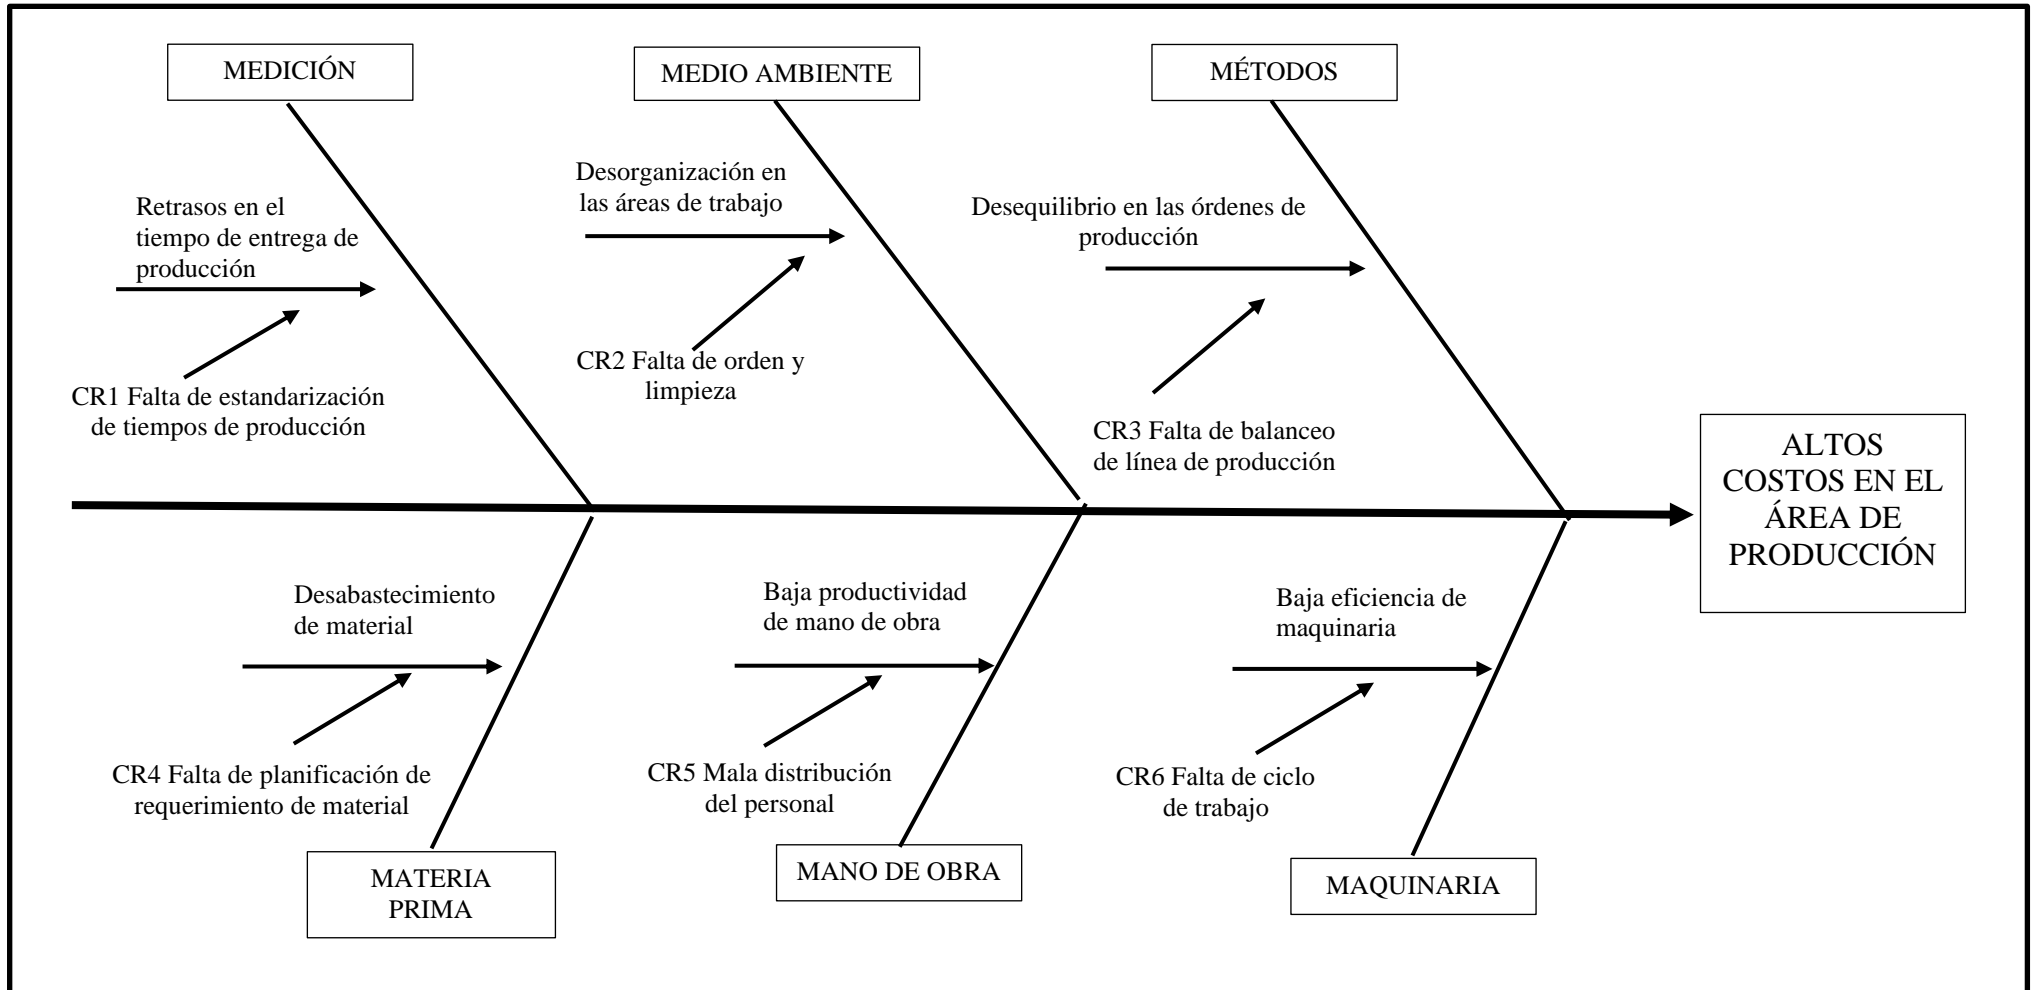 MEDICIÓN
MEDIO AMBIENTE
MÉTODOS
Retrasos en el
tiempo de entrega de
producción
CR1 Falta de estandarización
de tiempos de producción
Desorganización en
las áreas de trabajo
CR2 Falta de orden y
limpieza
Desequilibrio en las órdenes de
producción
CR3 Falta de balanceo
de línea de producción
ALTOS
COSTOS EN EL
ÁREA DE
PRODUCCIÓN
Desabastecimiento
de material
CR4 Falta de planificación de
requerimiento de material
Baja productividad
de mano de obra
CR5 Mala distribución
del personal
Baja eficiencia de
maquinaria
CR6 Falta de ciclo
de trabajo
MATERIA
PRIMA
MANO DE OBRA
MAQUINARIA